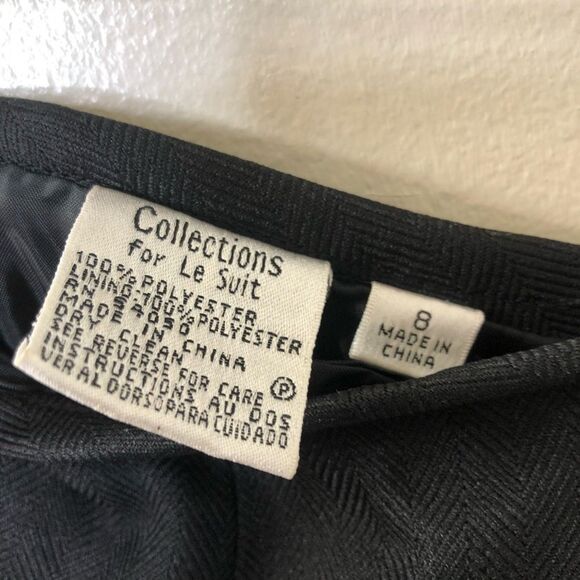 Collections
for Le Suit
100% POLYESTER
LINING:100% POLYESTER
RN 54050
MADE IN CHINA
DRY CLEAN Ⓟ
SEE REVERSE FOR CARE
INSTRUCTIONS AU DOS
VER AL DORSO PARA CUIDADO
8
MADE IN
CHINA